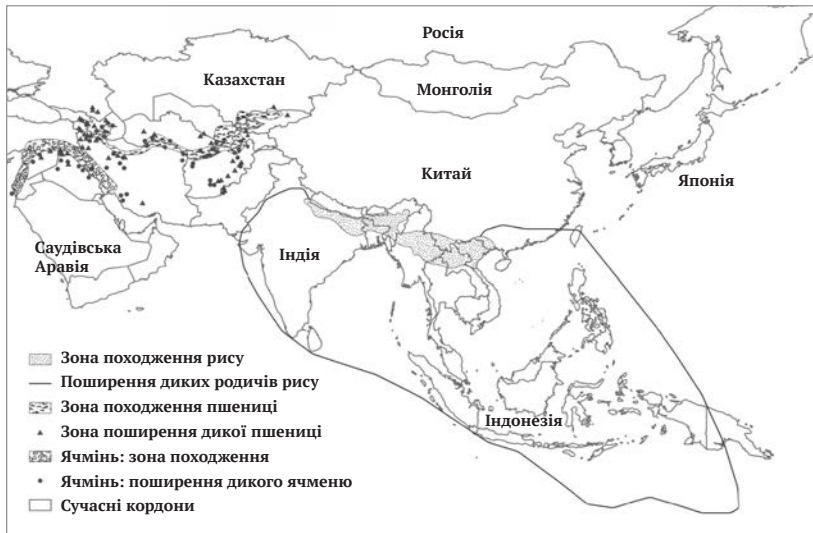 Росія
Казахстан
Монголія
Китай
Японія
Саудівська
Аравія
Індія
Індонезія
Зона походження рису
Поширення диких родичів рису
Зона походження пшениці
Зона поширення дикої пшениці
Ячмінь: зона походження
Ячмінь: поширення дикого ячменю
Сучасні кордони